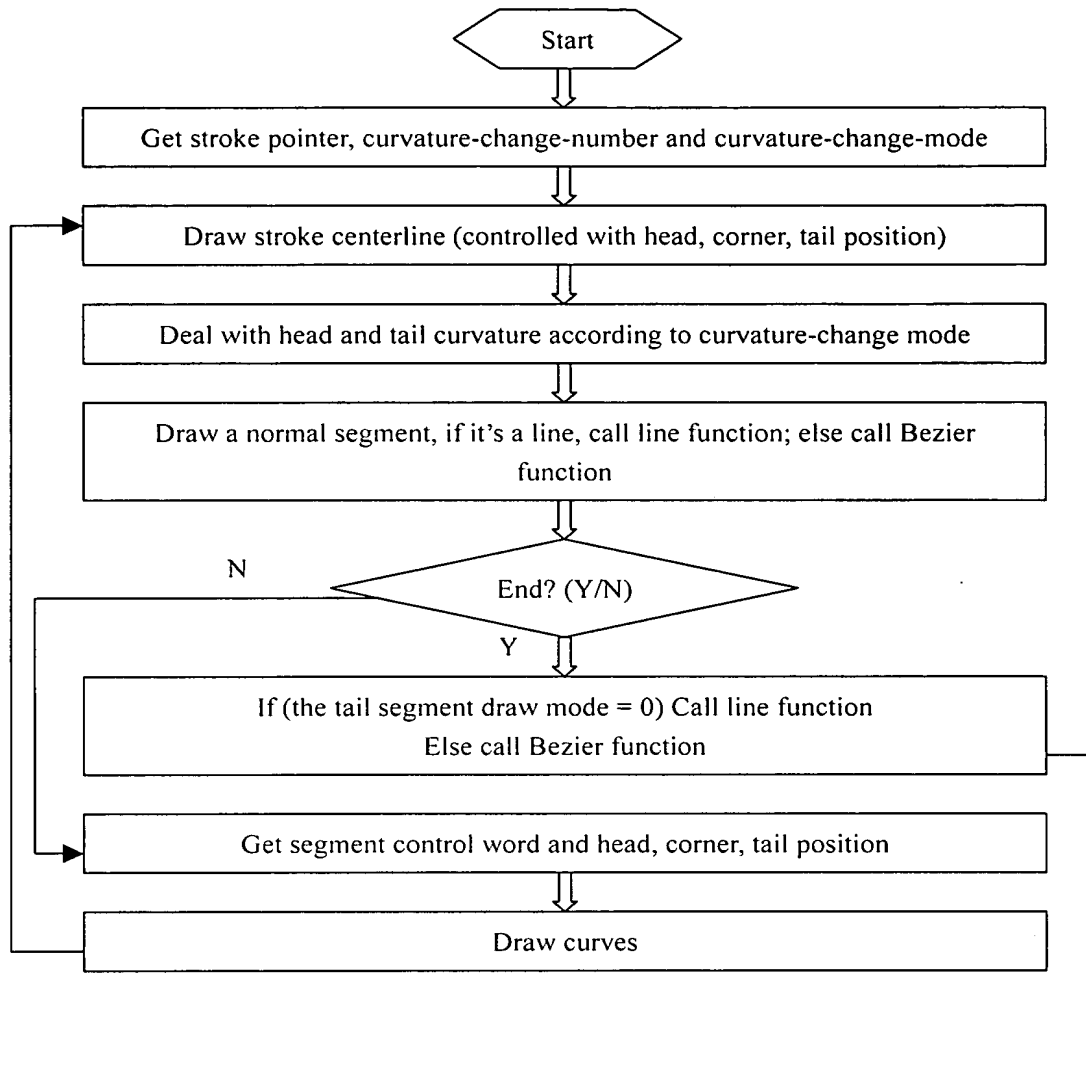 Start
Get stroke pointer, curvature-change-number and curvature-change-mode
Draw stroke centerline (controlled with head, corner, tail position)
Deal with head and tail curvature according to curvature-change mode
Draw a normal segment, if it's a line, call line function; else call Bezier
function
N
End? (Y/N)
Y
If (the tail segment draw mode = 0) Call line function
Else call Bezier function
Get segment control word and head, corner, tail position
Draw curves